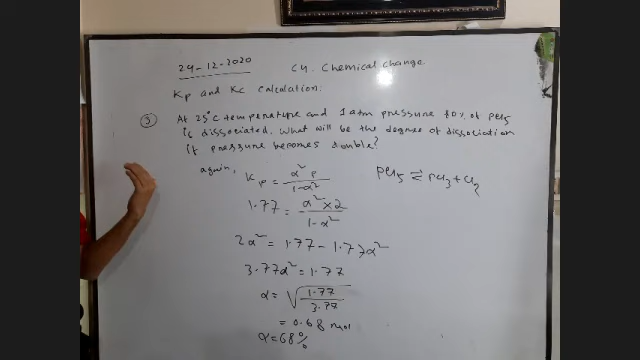 24-12-2020
C4. Chemical change
Kp and Kc calculation.
3) At 25°c temperature and 1 atm pressure 80% of PCl5
is dissociated. What will be the degree of dissociation
if pressure becomes double?
again,
Kp = α²P / 1-α²
PCl5 ⇌ PCl3 + Cl2
1.77 = α² × 2 / 1-α²
2α² = 1.77 - 1.77α²
3.77α² = 1.77
α = √(1.77 / 3.77)
= 0.68 mol
α = 68%